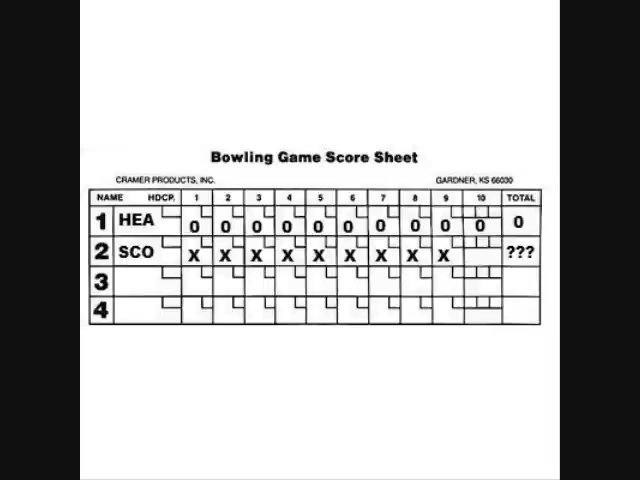 Bowling Game Score Sheet
CRAMER PRODUCTS, INC. GARDNER, KS 66030
NAME HDCP. 1 2 3 4 5 6 7 8 9 10 TOTAL
1 HEA 0 0 0 0 0 0 0 0 0 0 0
2 SCO X X X X X X X X X ???
3
4